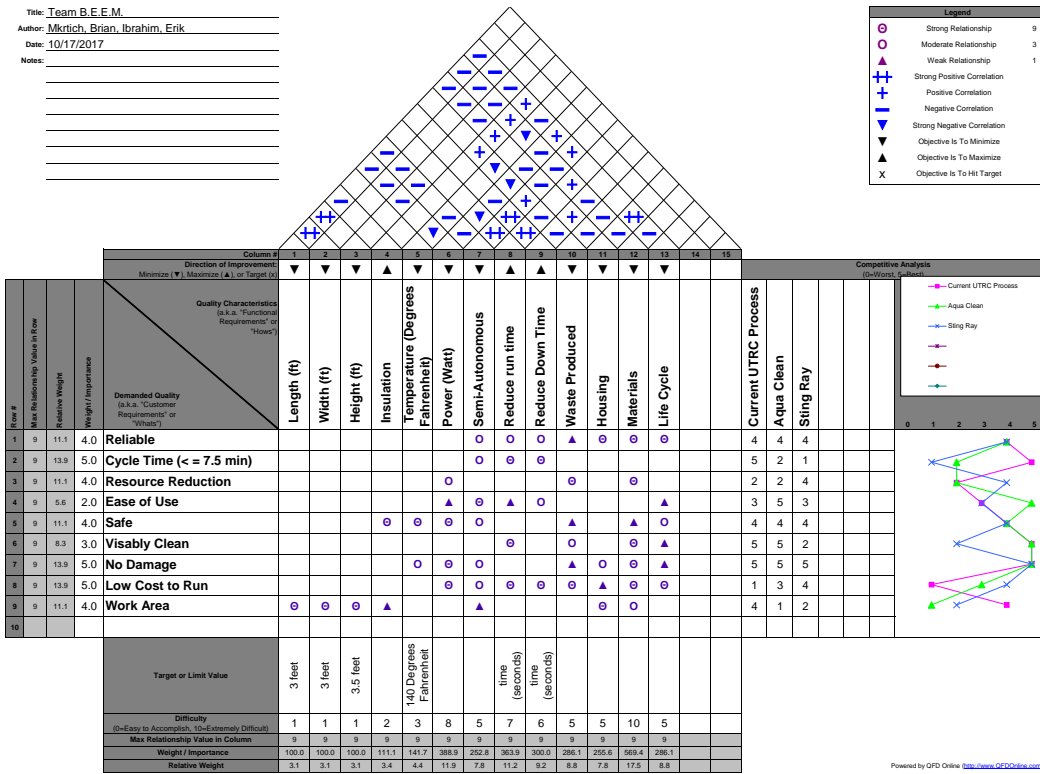 Title: Team B.E.E.M.
Author: Mkrtich, Brian, Ibrahim, Erik
Date: 10/17/2017
Notes:
Legend
Θ Strong Relationship 9
Ο Moderate Relationship 3
▲ Weak Relationship 1
++ Strong Positive Correlation
+ Positive Correlation
– Negative Correlation
▼ Strong Negative Correlation
▼ Objective Is To Minimize
▲ Objective Is To Maximize
x Objective Is To Hit Target
Column # 1 2 3 4 5 6 7 8 9 10 11 12 13 14 15
Direction of Improvement:
Minimize (▼), Maximize (▲), or Target (x)
▼ ▼ ▼ ▲ ▼ ▼ ▼ ▲ ▲ ▼ ▼ ▼ ▼
Competitive Analysis
(0=Worst, 5=Best)
Row #
Max Relationship Value in Row
Relative Weight
Weight / Importance
Quality Characteristics
(a.k.a. "Functional
Requirements" or
"Hows")
Demanded Quality
(a.k.a. "Customer
Requirements" or
"Whats")
Length (ft)
Width (ft)
Height (ft)
Insulation
Temperature (Degrees
Fahrenheit)
Power (Watt)
Semi-Autonomous
Reduce run time
Reduce Down Time
Waste Produced
Housing
Materials
Life Cycle
Current UTRC Process
Aqua Clean
Sting Ray
Current UTRC Process
Aqua Clean
Sting Ray
0 1 2 3 4 5
1 9 11.1 4.0 Reliable Ο Ο Ο ▲ Θ Θ Θ 4 4 4
2 9 13.9 5.0 Cycle Time (< = 7.5 min) Ο Θ Θ 5 2 1
3 9 11.1 4.0 Resource Reduction Ο Θ Θ 2 2 4
4 9 5.6 2.0 Ease of Use ▲ Θ ▲ Ο ▲ 3 5 3
5 9 11.1 4.0 Safe Θ Θ Θ Ο ▲ ▲ Ο 4 4 4
6 9 8.3 3.0 Visably Clean Θ Ο Θ ▲ 5 5 2
7 9 13.9 5.0 No Damage Ο Θ Ο ▲ Ο Θ ▲ 5 5 5
8 9 13.9 5.0 Low Cost to Run Θ Ο Θ Θ Θ ▲ Θ Θ 1 3 4
9 9 11.1 4.0 Work Area Θ Θ Θ ▲ ▲ Θ Ο 4 1 2
10
Target or Limit Value
3 feet
3 feet
3.5 feet
140 Degrees
Fahrenheit
time
(seconds)
time
(seconds)
Difficulty
(0=Easy to Accomplish, 10=Extremely Difficult)
1 1 1 2 3 8 5 7 6 5 5 10 5
Max Relationship Value in Column 9 9 9 9 9 9 9 9 9 9 9 9 9
Weight / Importance 100.0 100.0 100.0 111.1 141.7 388.9 252.8 363.9 300.0 286.1 255.6 569.4 286.1
Relative Weight 3.1 3.1 3.1 3.4 4.4 11.9 7.8 11.2 9.2 8.8 7.8 17.5 8.8
Powered by QFD Online (http://www.QFDOnline.com)